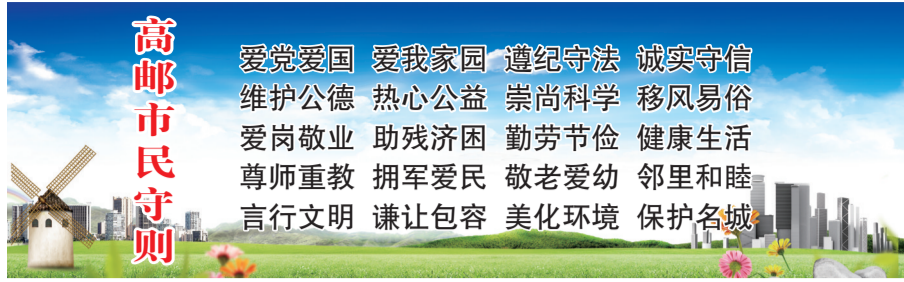 高邮市民守则
爱党爱国 爱我家园 遵纪守法 诚实守信
维护公德 热心公益 崇尚科学 移风易俗
爱岗敬业 助残济困 勤劳节俭 健康生活
尊师重教 拥军爱民 敬老爱幼 邻里和睦
言行文明 谦让包容 美化环境 保护名城